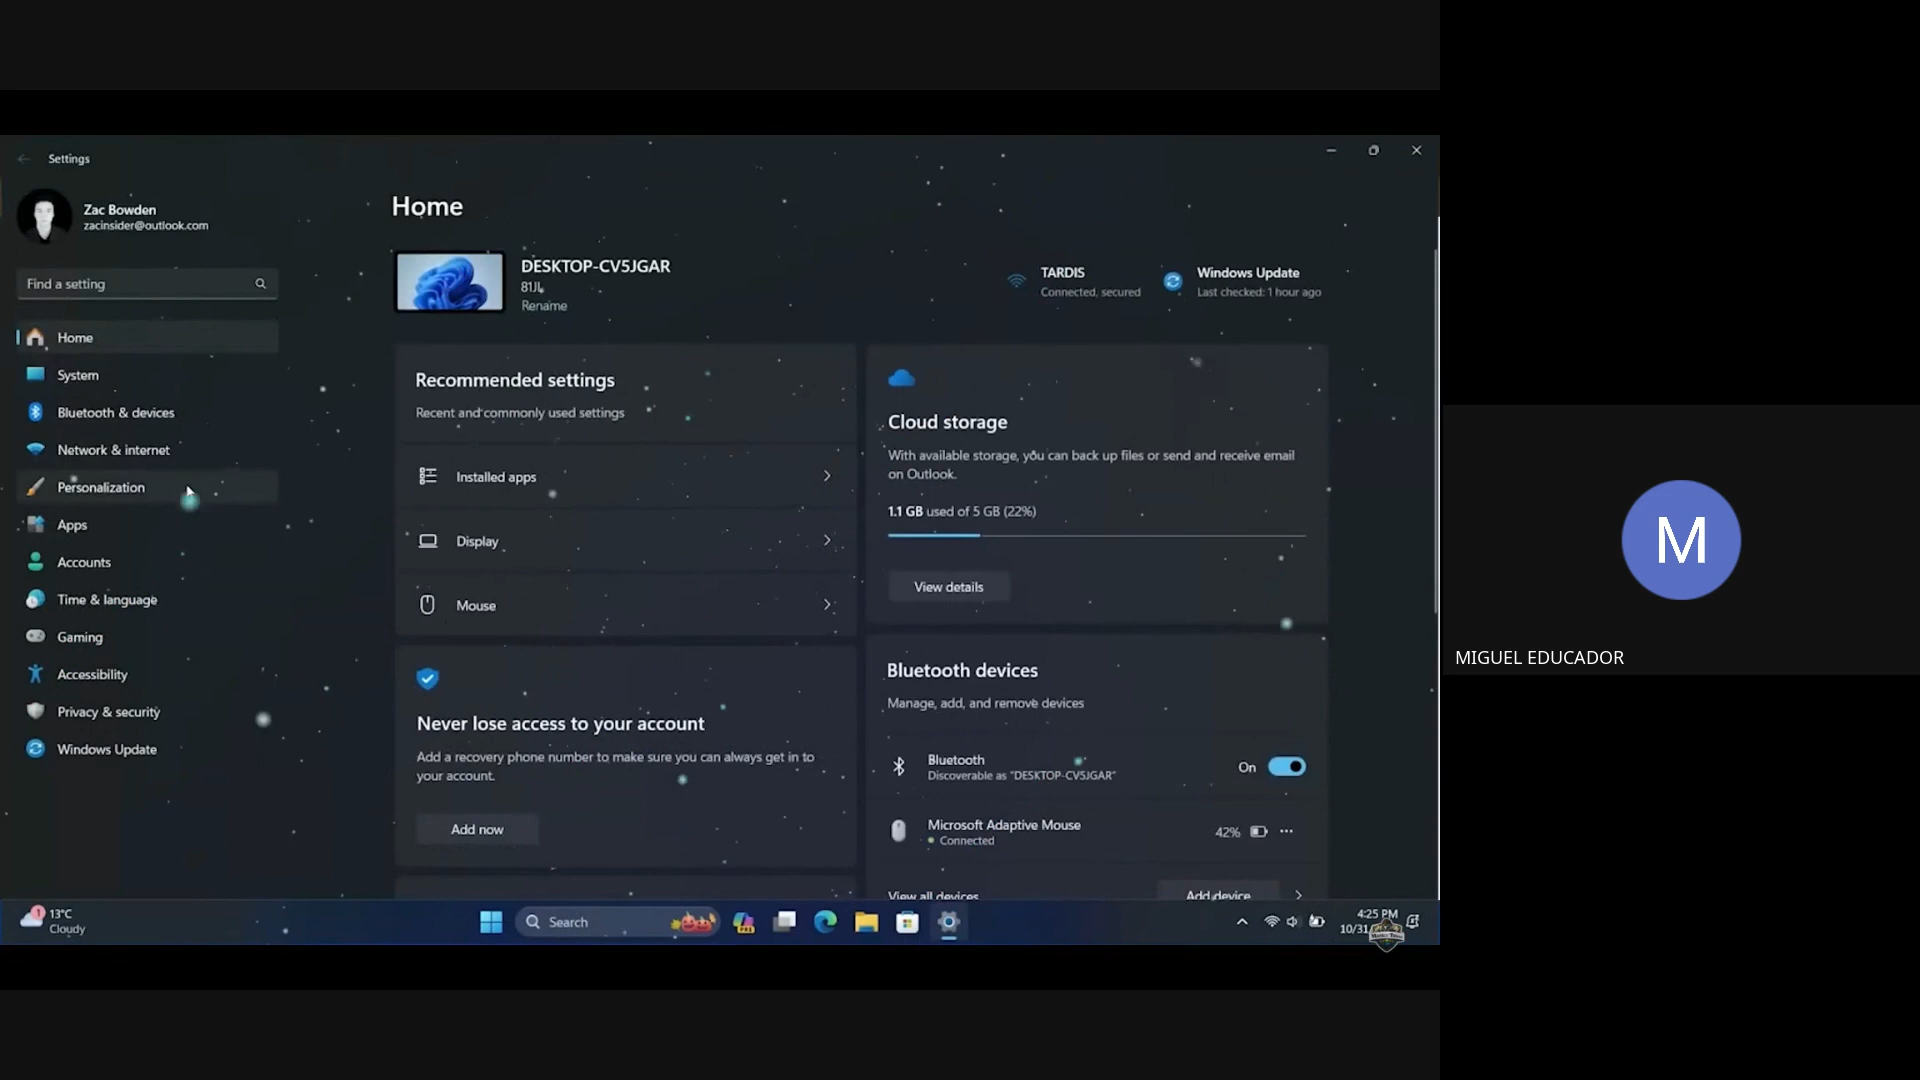 Settings
Zac Bowden
zacinsider@outlook.com
Find a setting
Home
System
Bluetooth & devices
Network & internet
Personalization
Apps
Accounts
Time & language
Gaming
Accessibility
Privacy & security
Windows Update
Home
DESKTOP-CV5JGAR
Rename
TARDIS
Connected, secured
Windows Update
Last checked: 1 hour ago
Recommended settings
Recent and commonly used settings
Installed apps
Display
Mouse
Never lose access to your account
Add a recovery phone number to make sure you can always get in to
your account.
Add now
Cloud storage
With available storage, you can back up files or send and receive email
on Outlook.
1.1 GB used of 5 GB (22%)
View details
Bluetooth devices
Manage, add, and remove devices
Bluetooth
Discoverable as "DESKTOP-CV5JGAR"
On
Microsoft Adaptive Mouse
Connected
42%
View all devices
Add device
1
13°C
Cloudy
Search
PRE
4:25 PM
10/31
M
MIGUEL EDUCADOR